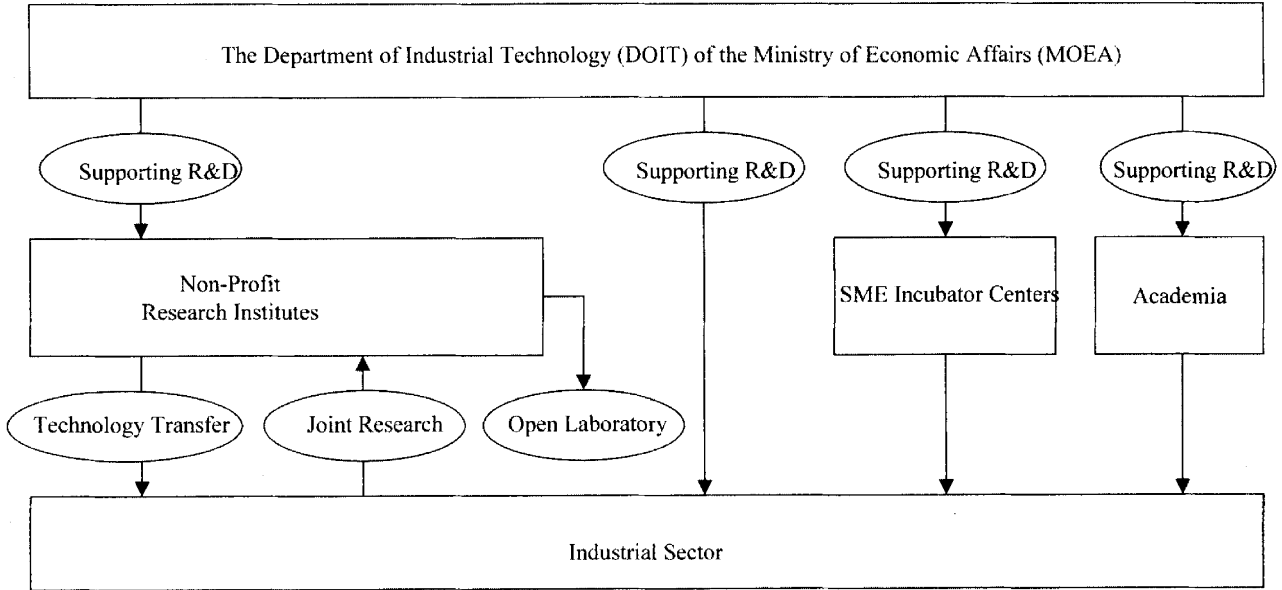 The Department of Industrial Technology (DOIT) of the Ministry of Economic Affairs (MOEA)
Supporting R&D
Supporting R&D
Supporting R&D
Supporting R&D
Non-Profit
Research Institutes
SME Incubator Centers
Academia
Technology Transfer
Joint Research
Open Laboratory
Industrial Sector